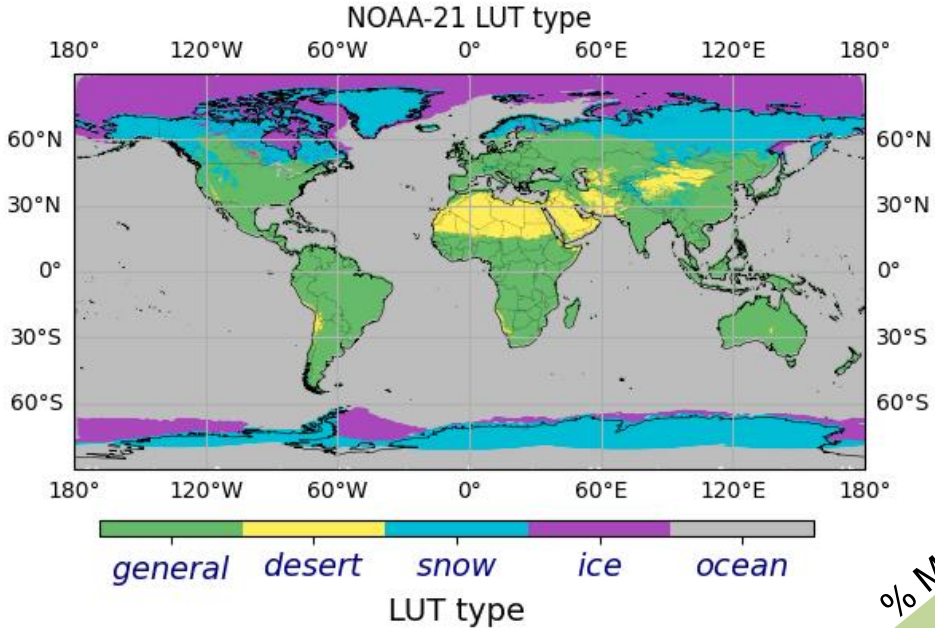 NOAA-21 LUT type
180° 120°W 60°W 0° 60°E 120°E 180°
60°N 60°N
30°N 30°N
0° 0°
30°S 30°S
60°S 60°S
180° 120°W 60°W 0° 60°E 120°E 180°
general desert snow ice ocean
LUT type
% M